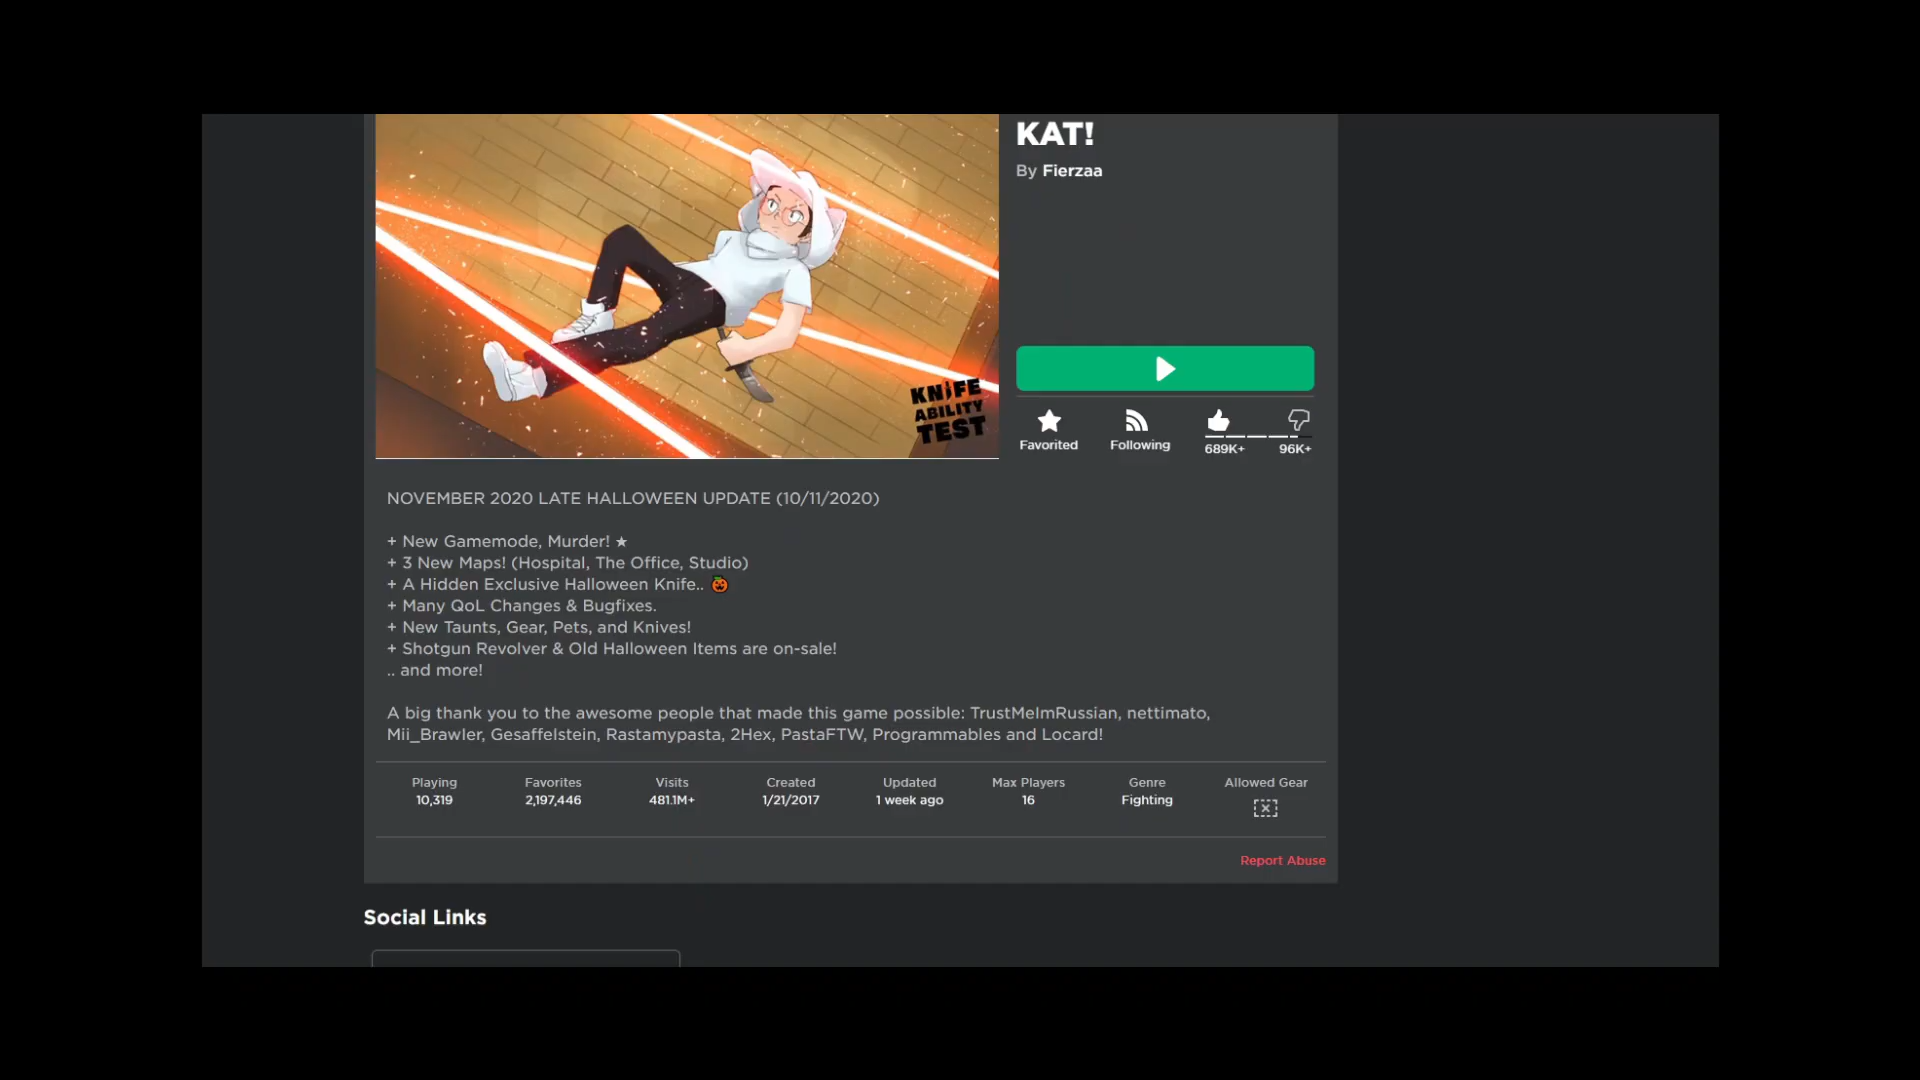 KAT!
By Fierzaa
KNIFE
ABILITY
TEST
Favorited
Following
689K+
96K+
NOVEMBER 2020 LATE HALLOWEEN UPDATE (10/11/2020)
+ New Gamemode, Murder! ★
+ 3 New Maps! (Hospital, The Office, Studio)
+ A Hidden Exclusive Halloween Knife.. 🎃
+ Many QoL Changes & Bugfixes.
+ New Taunts, Gear, Pets, and Knives!
+ Shotgun Revolver & Old Halloween Items are on-sale!
.. and more!
A big thank you to the awesome people that made this game possible: TrustMeImRussian, nettimato,
Mii_Brawler, Gesaffelstein, Rastamypasta, 2Hex, PastaFTW, Programmables and Locard!
Playing Favorites Visits Created Updated Max Players Genre Allowed Gear
10,319 2,197,446 481.1M+ 1/21/2017 1 week ago 16 Fighting
Report Abuse
Social Links